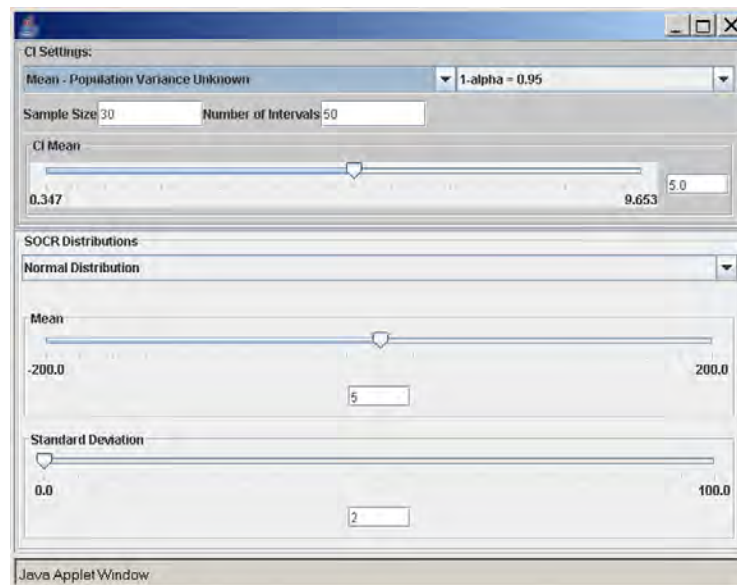 CI Settings:
Mean - Population Variance Unknown
1-alpha = 0.95
Sample Size 30 Number of Intervals 50
CI Mean
5.0
0.347 9.653
SOCR Distributions
Normal Distribution
Mean
-200.0 200.0
5
Standard Deviation
0.0 100.0
2
Java Applet Window